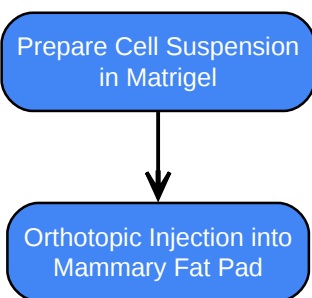 Prepare Cell Suspension
in Matrigel
Orthotopic Injection into
Mammary Fat Pad